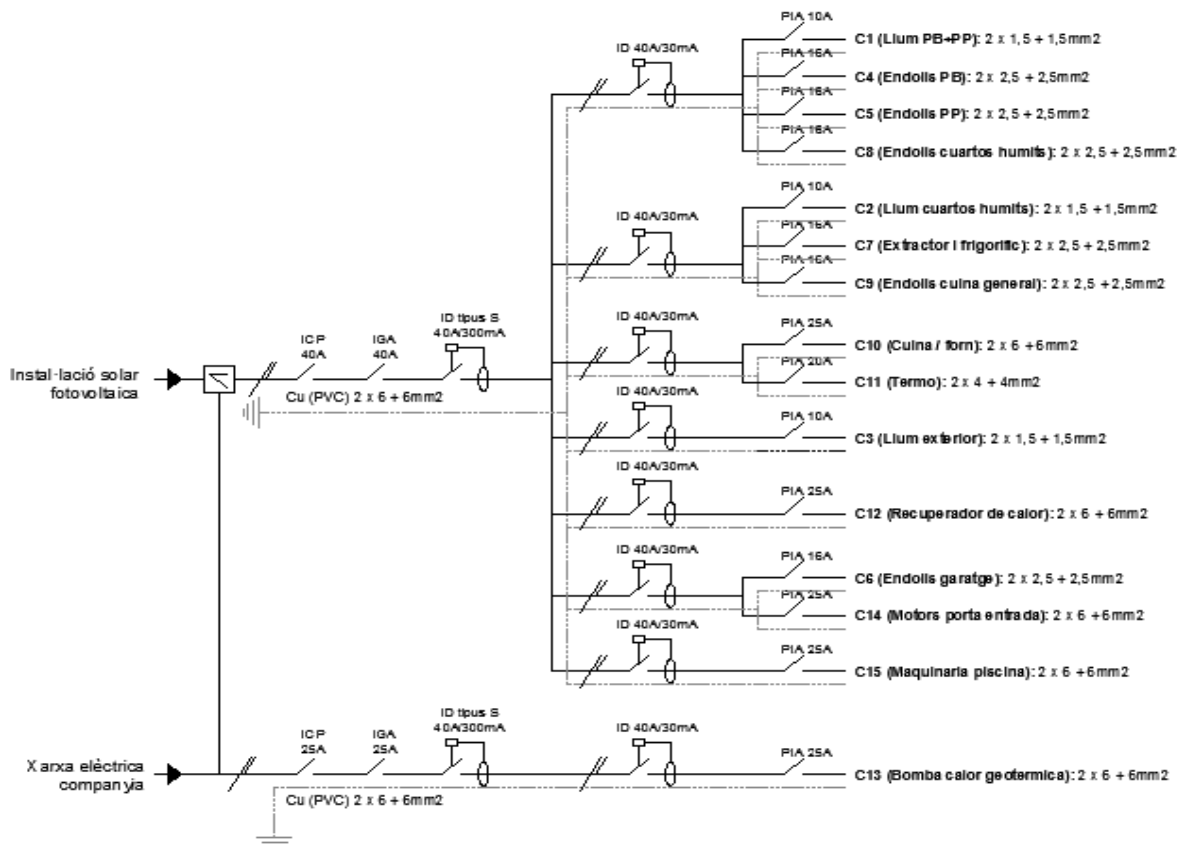 PIA 10A
C1 (Llum PB+PP): 2 x 1,5 + 1,5mm2
ID 40A/30mA
PIA 16A
C4 (Endolls PB): 2 x 2,5 + 2,5mm2
PIA 16A
C5 (Endolls PP): 2 x 2,5 + 2,5mm2
PIA 16A
C8 (Endolls cuartos humits): 2 x 2,5 + 2,5mm2
PIA 10A
C2 (Llum cuartos humits): 2 x 1,5 + 1,5mm2
ID 40A/30mA
PIA 16A
C7 (Extractor i frigorific): 2 x 2,5 + 2,5mm2
PIA 16A
C9 (Endolls cuina general): 2 x 2,5 + 2,5mm2
ID tipus S
40A/300mA
ID 40A/30mA
PIA 25A
C10 (Cuina / forn): 2 x 6 + 6mm2
ICP
40A
IGA
40A
Instal·lació solar
fotovoltaica
PIA 20A
C11 (Termo): 2 x 4 + 4mm2
Cu (PVC) 2 x 6 + 6mm2
ID 40A/30mA
PIA 10A
C3 (Llum exterior): 2 x 1,5 + 1,5mm2
ID 40A/30mA
PIA 25A
C12 (Recuperador de calor): 2 x 6 + 6mm2
ID 40A/30mA
PIA 16A
C6 (Endolls garatge): 2 x 2,5 + 2,5mm2
PIA 25A
C14 (Motors porta entrada): 2 x 6 + 6mm2
ID 40A/30mA
PIA 25A
C15 (Maquinaria piscina): 2 x 6 + 6mm2
ID tipus S
40A/300mA
ID 40A/30mA
ICP
25A
IGA
25A
PIA 25A
Xarxa elèctrica
companyia
C13 (Bomba calor geotermica): 2 x 6 + 6mm2
Cu (PVC) 2 x 6 + 6mm2